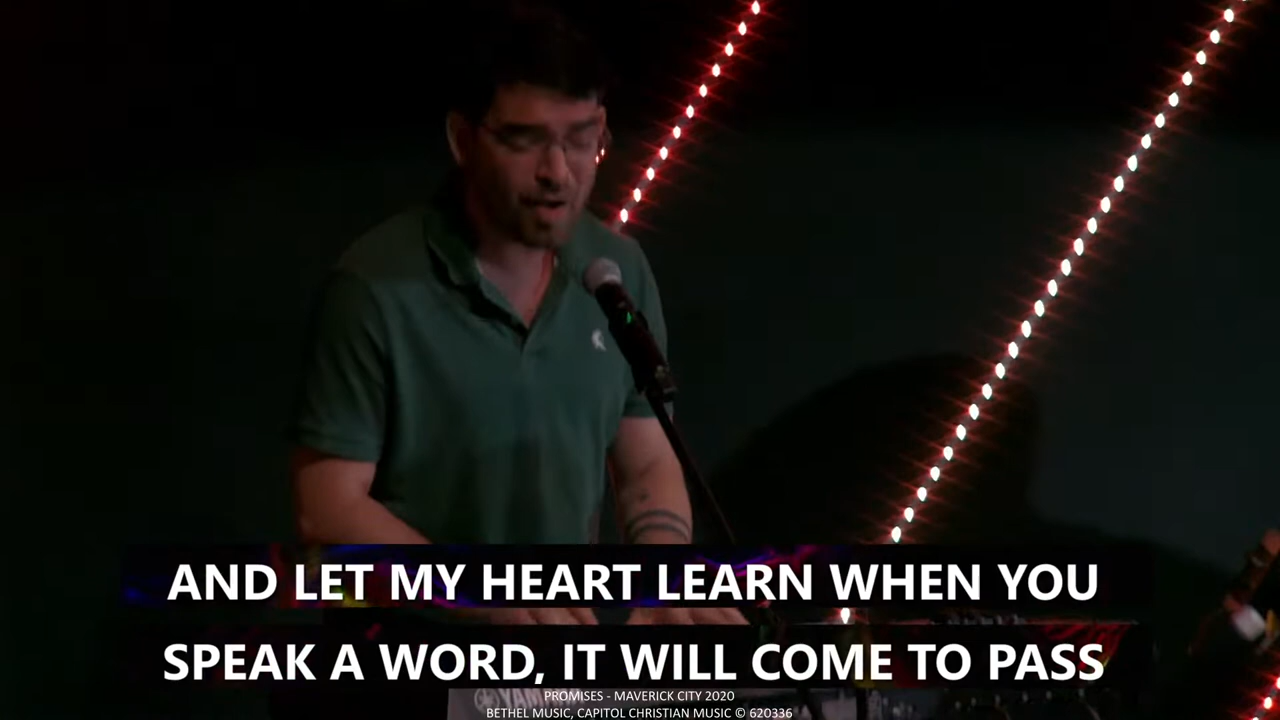 AND LET MY HEART LEARN WHEN YOU
SPEAK A WORD, IT WILL COME TO PASS
PROMISES - MAVERICK CITY 2020
BETHEL MUSIC, CAPITOL CHRISTIAN MUSIC © 620336